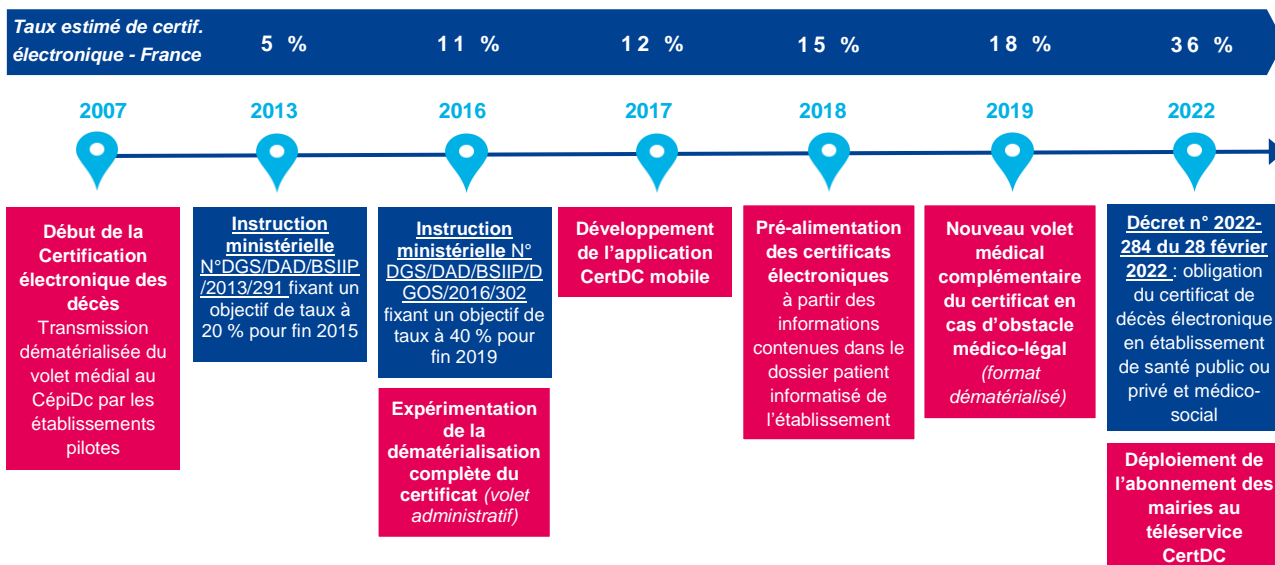 Taux estimé de certif.
électronique - France
5 %
11 %
12 %
15 %
18 %
36 %
2007
2013
2016
2017
2018
2019
2022
Début de la
Certification
électronique des
décès
Transmission
dématérialisée du
volet médial au
CépiDc par les
établissements
pilotes
Instruction
ministérielle
N°DGS/DAD/BSIIP
/2013/291 fixant un
objectif de taux à
20 % pour fin 2015
Instruction
ministérielle N°
DGS/DAD/BSIIP/D
GOS/2016/302
fixant un objectif de
taux à 40 % pour
fin 2019
Expérimentation
de la
dématérialisation
complète du
certificat (volet
administratif)
Développement
de l’application
CertDC mobile
Pré-alimentation
des certificats
électroniques
à partir des
informations
contenues dans le
dossier patient
informatisé de
l’établissement
Nouveau volet
médical
complémentaire
du certificat en
cas d’obstacle
médico-légal
(format
dématérialisé)
Décret n° 2022-
284 du 28 février
2022 : obligation
du certificat de
décès électronique
en établissement
de santé public ou
privé et médico-
social
Déploiement de
l’abonnement des
mairies au
téléservice
CertDC